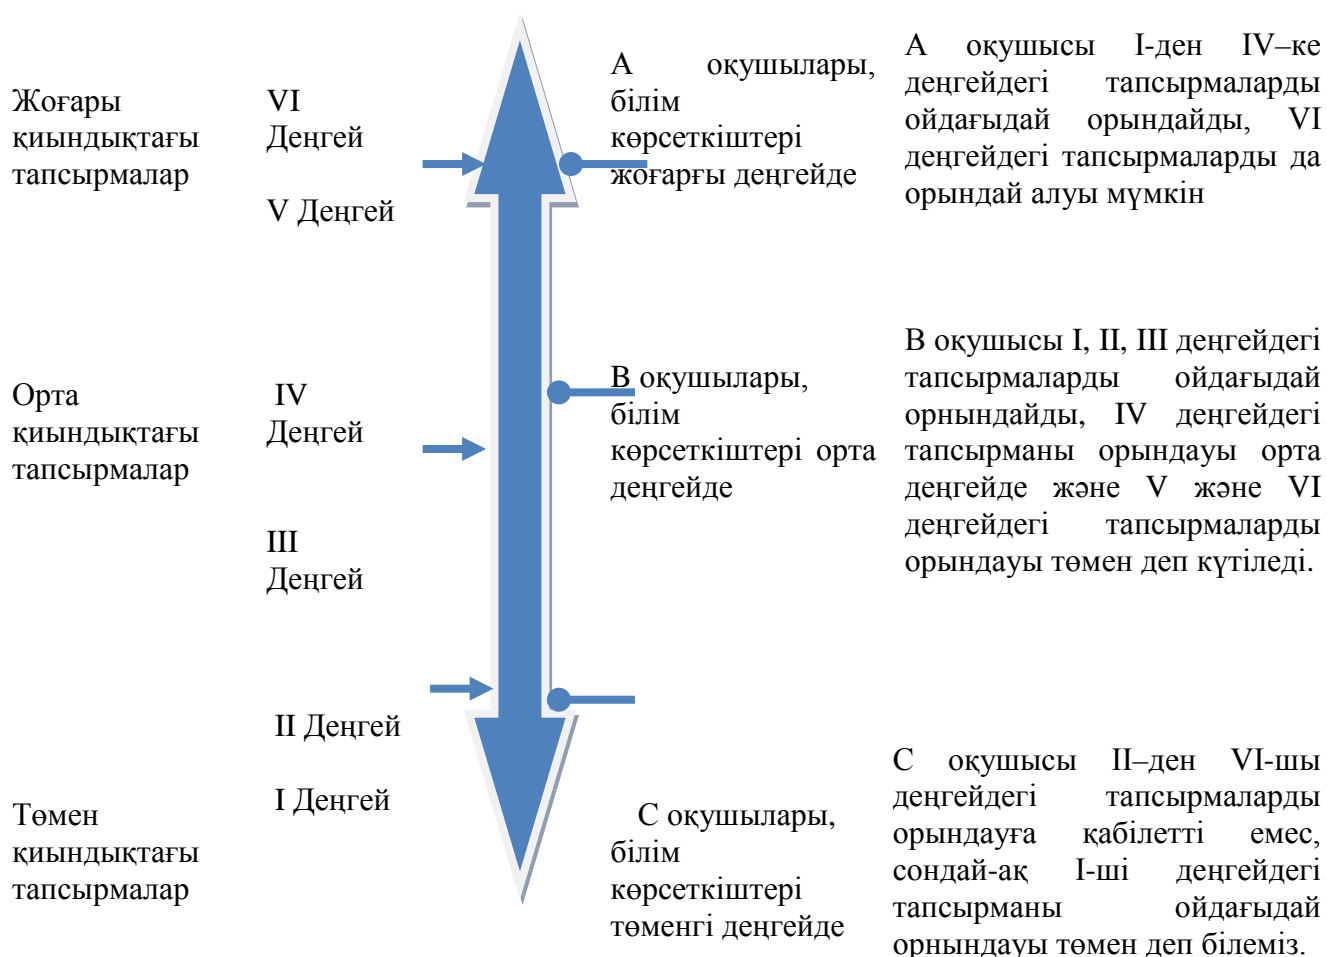 Жоғары
қиындықтағы
тапсырмалар
VI
Деңгей
V Деңгей
А оқушылары,
білім
көрсеткіштері
жоғарғы деңгейде
А оқушысы I-ден IV–ке
деңгейдегі тапсырмаларды
ойдағыдай орындайды, VI
деңгейдегі тапсырмаларды да
орындай алуы мүмкін
Орта
қиындықтағы
тапсырмалар
IV
Деңгей
III
Деңгей
В оқушылары,
білім
көрсеткіштері орта
деңгейде
В оқушысы I, II, III деңгейдегі
тапсырмаларды ойдағыдай
орнындайды, IV деңгейдегі
тапсырманы орындауы орта
деңгейде және V және VI
деңгейдегі тапсырмаларды
орындауы төмен деп күтіледі.
Төмен
қиындықтағы
тапсырмалар
II Деңгей
I Деңгей
С оқушылары,
білім
көрсеткіштері
төменгі деңгейде
С оқушысы II–ден VI-шы
деңгейдегі тапсырмаларды
орындауға қабілетті емес,
сондай-ақ I-ші деңгейдегі
тапсырманы ойдағыдай
орнындауы төмен деп білеміз.